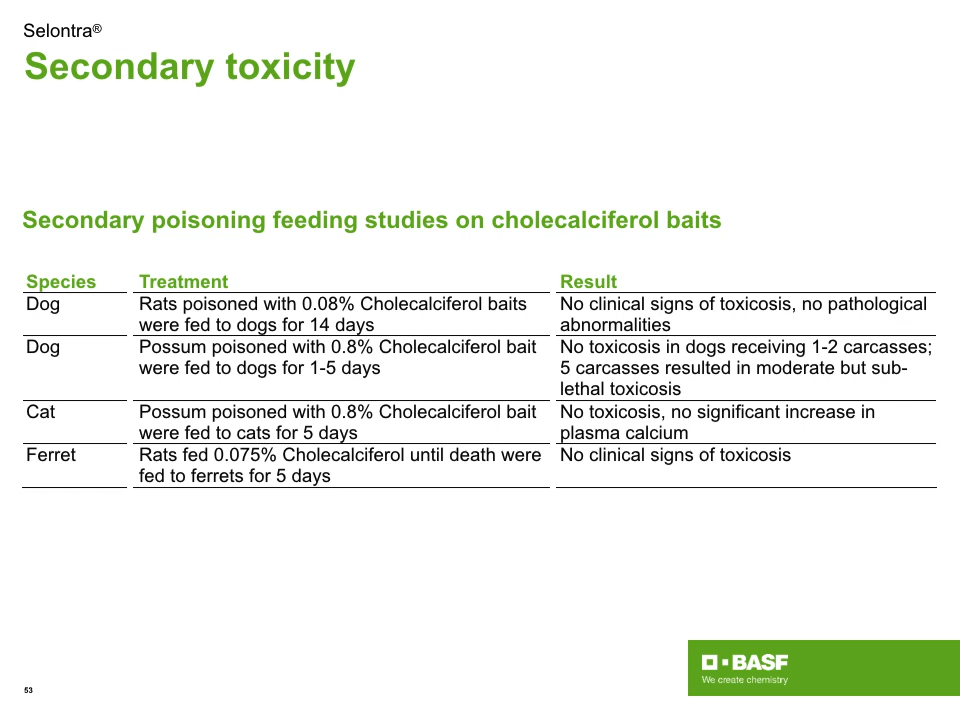 Selontra®
Secondary toxicity
Secondary poisoning feeding studies on cholecalciferol baits
Species Treatment Result
Dog Rats poisoned with 0.08% Cholecalciferol baits No clinical signs of toxicosis, no pathological
were fed to dogs for 14 days abnormalities
Dog Possum poisoned with 0.8% Cholecalciferol bait No toxicosis in dogs receiving 1-2 carcasses;
were fed to dogs for 1-5 days 5 carcasses resulted in moderate but sub-
lethal toxicosis
Cat Possum poisoned with 0.8% Cholecalciferol bait No toxicosis, no significant increase in
were fed to cats for 5 days plasma calcium
Ferret Rats fed 0.075% Cholecalciferol until death were No clinical signs of toxicosis
fed to ferrets for 5 days
BASF
We create chemistry
53